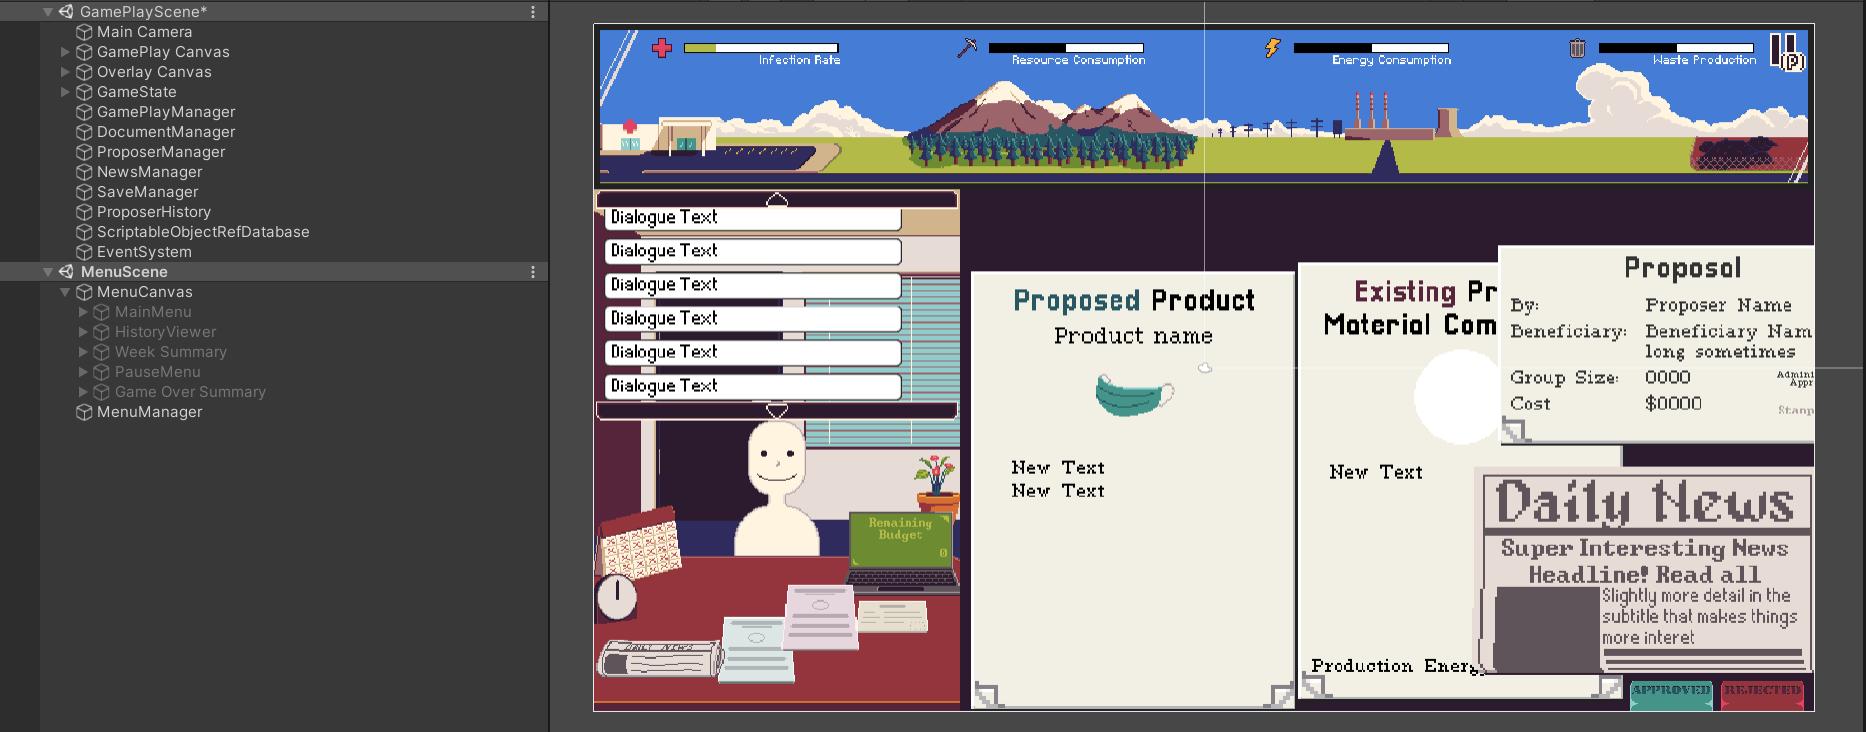 GamePlayScene*
Main Camera
GamePlay Canvas
Overlay Canvas
GameState
GamePlayManager
DocumentManager
ProposerManager
NewsManager
SaveManager
ProposerHistory
ScriptableObjectRefDatabase
EventSystem
MenuScene
MenuCanvas
MainMenu
HistoryViewer
Week Summary
PauseMenu
Game Over Summary
MenuManager
Infection Rate
Resource Consumption
Energy Consumption
Waste Production
(P)
Dialogue Text
Dialogue Text
Dialogue Text
Dialogue Text
Dialogue Text
Dialogue Text
Remaining
Budget
0
DAILY NEWS
Proposed Product
Product name
New Text
New Text
Existing Pr
Material Com
New Text
Production Energy
Proposal
By: Proposer Name
Beneficiary: Beneficiary Nam
long sometimes
Group Size: 0000
Cost $0000
Admini
Appr
Stamp
Daily News
Super Interesting News
Headline! Read all
Slightly more detail in the
subtitle that makes things
more interet
APPROVED
REJECTED